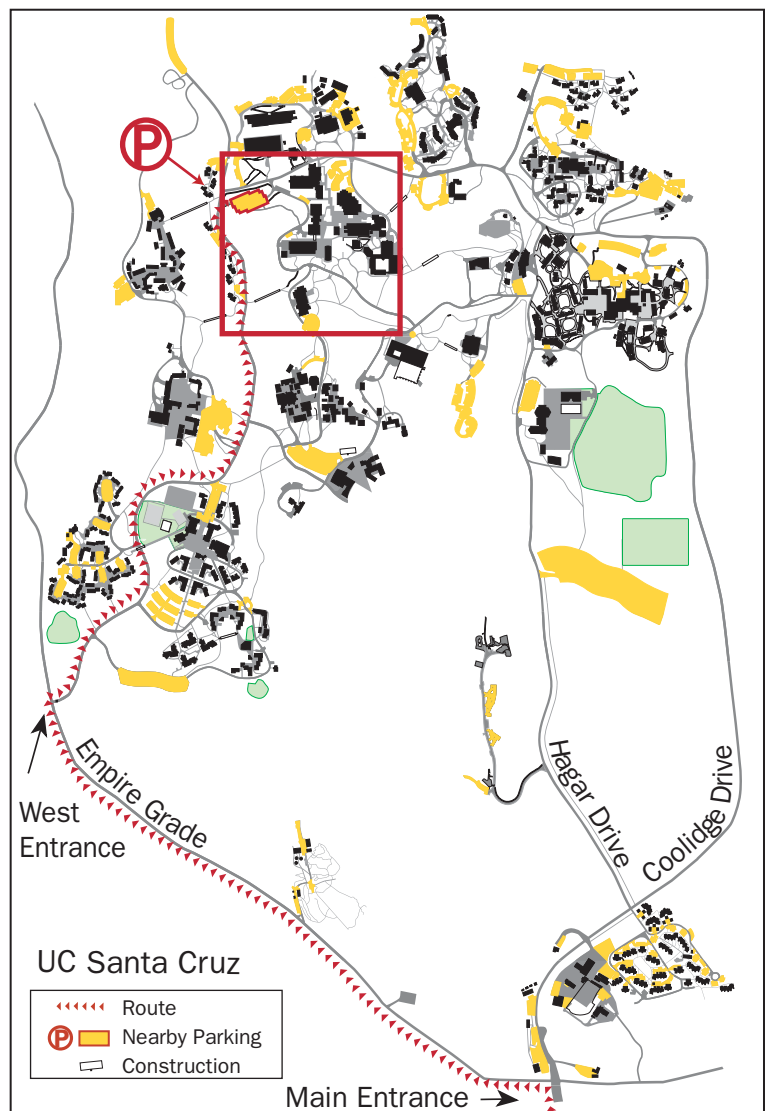 P
Empire Grade
Hagar Drive
Coolidge Drive
West
Entrance
UC Santa Cruz
Route
P Nearby Parking
Construction
Main Entrance